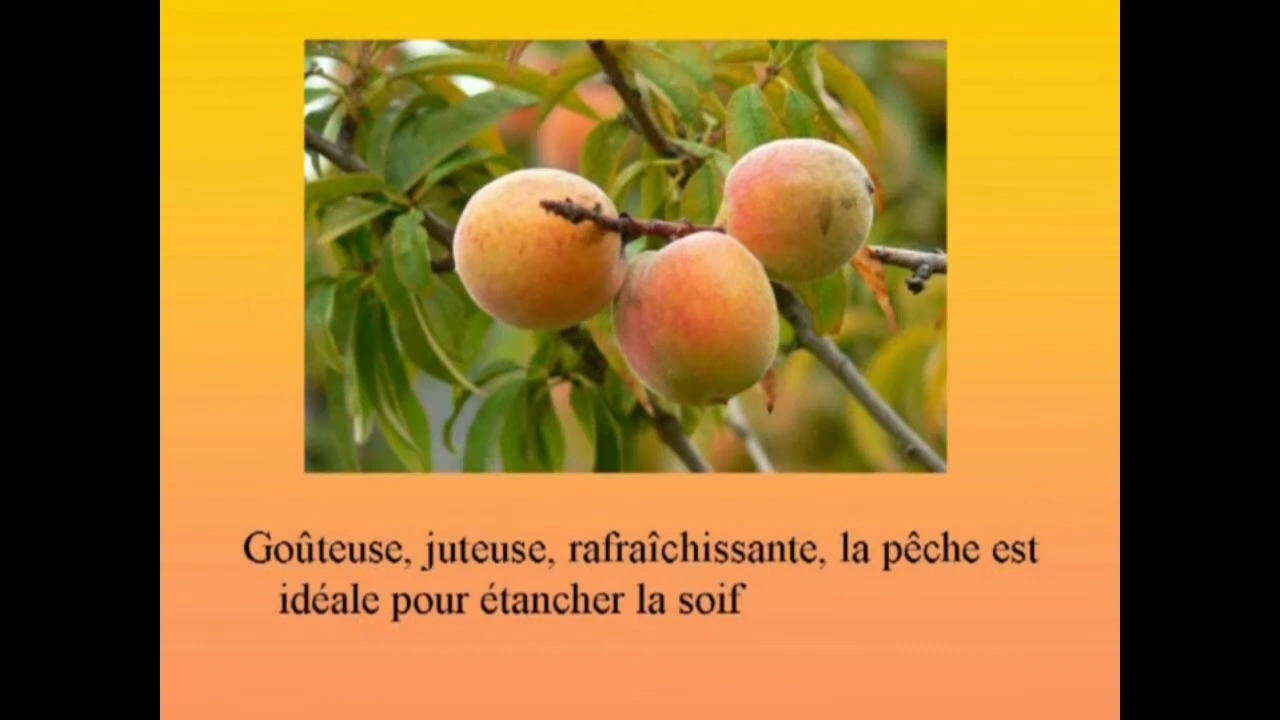 Goûteuse, juteuse, rafraîchissante, la pêche est
idéale pour étancher la soif